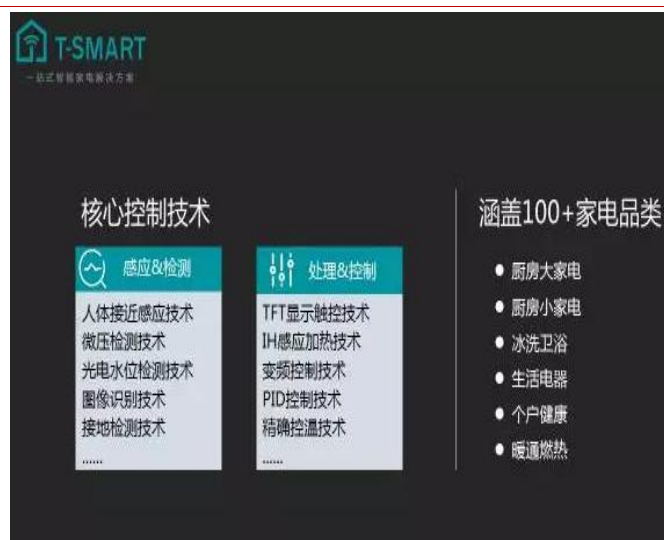 T-SMART
一站式智能家电解决方案
核心控制技术
感应&检测
人体接近感应技术
微压检测技术
光电水位检测技术
图像识别技术
接地检测技术
......
处理&控制
TFT显示触控技术
IH感应加热技术
变频控制技术
PID控制技术
精确控温技术
......
涵盖100+家电品类
厨房大家电
厨房小家电
冰洗卫浴
生活电器
个户健康
暖通燃热